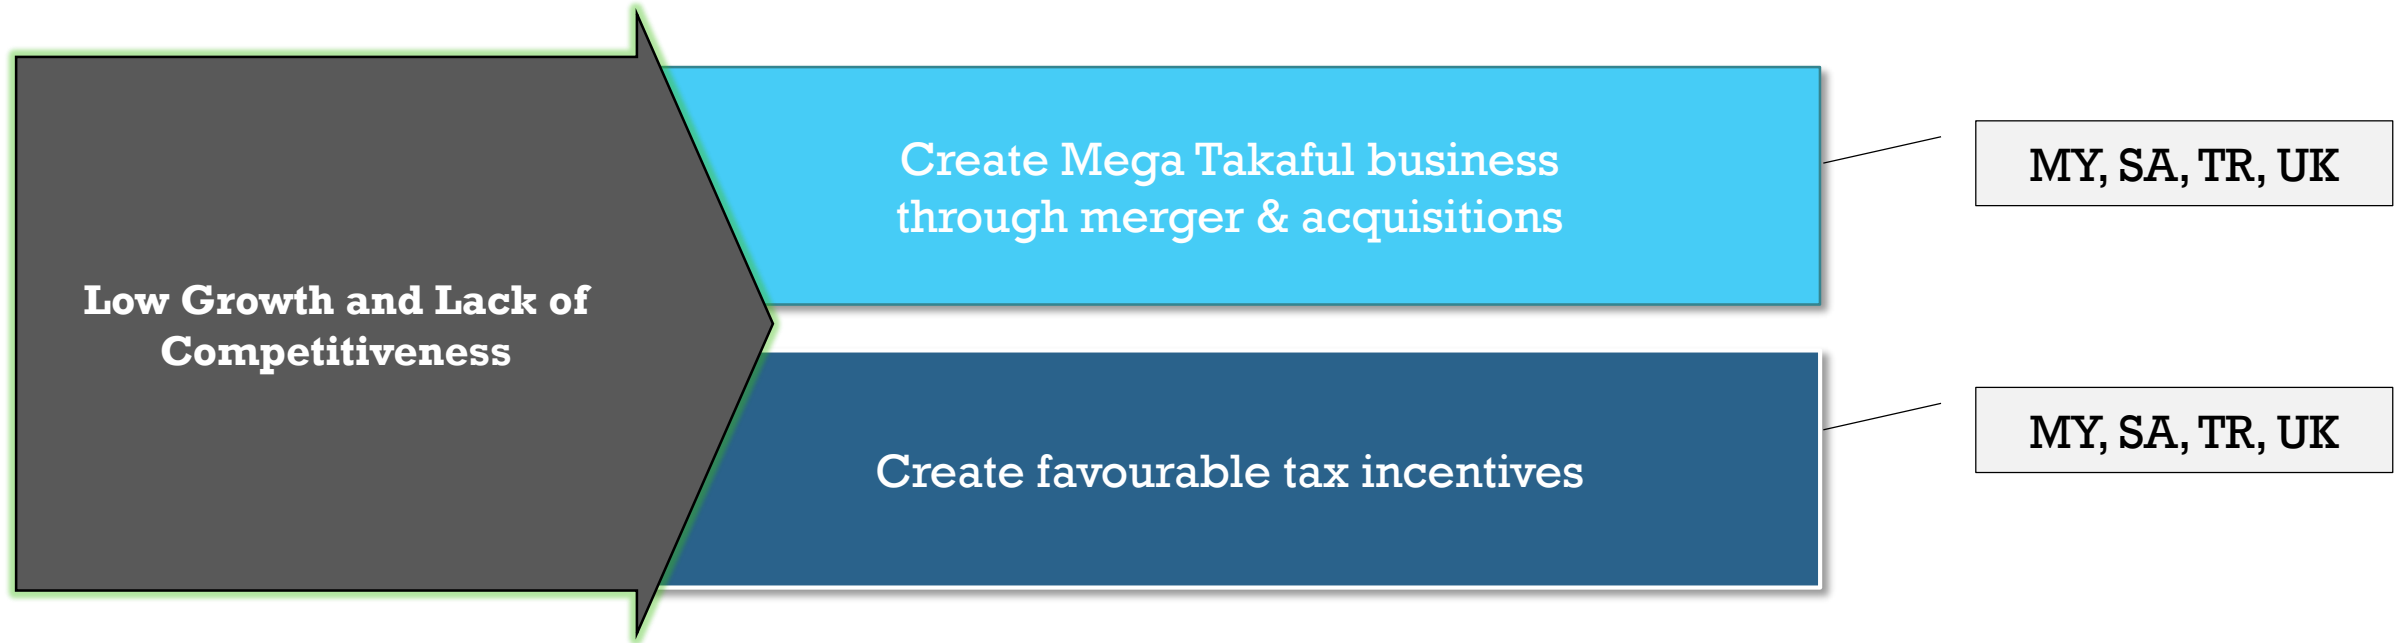 Low Growth and Lack of
Competitiveness
Create Mega Takaful business
through merger & acquisitions
MY, SA, TR, UK
Create favourable tax incentives
MY, SA, TR, UK